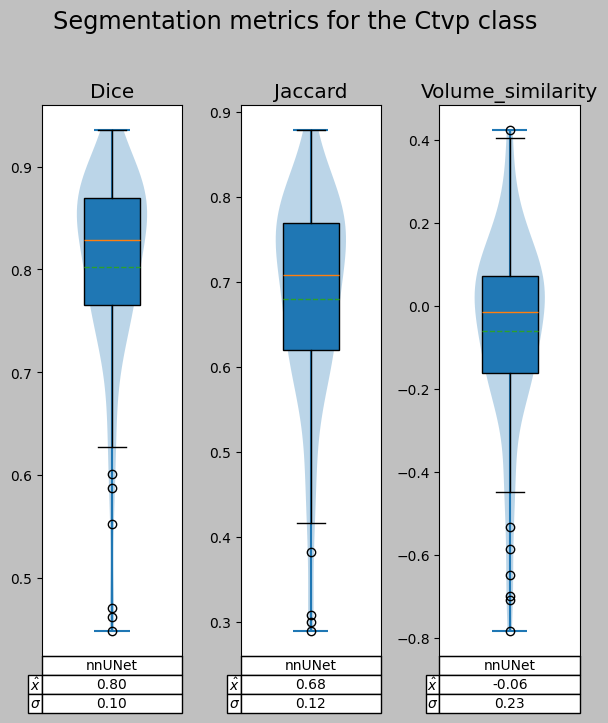 Segmentation metrics for the Ctvp class
Dice
0.9
0.8
0.7
0.6
0.5
nnUNet
x̂ 0.80
σ 0.10
Jaccard
0.9
0.8
0.7
0.6
0.5
0.4
0.3
nnUNet
x̂ 0.68
σ 0.12
Volume_similarity
0.4
0.2
0.0
−0.2
−0.4
−0.6
−0.8
nnUNet
x̂ -0.06
σ 0.23